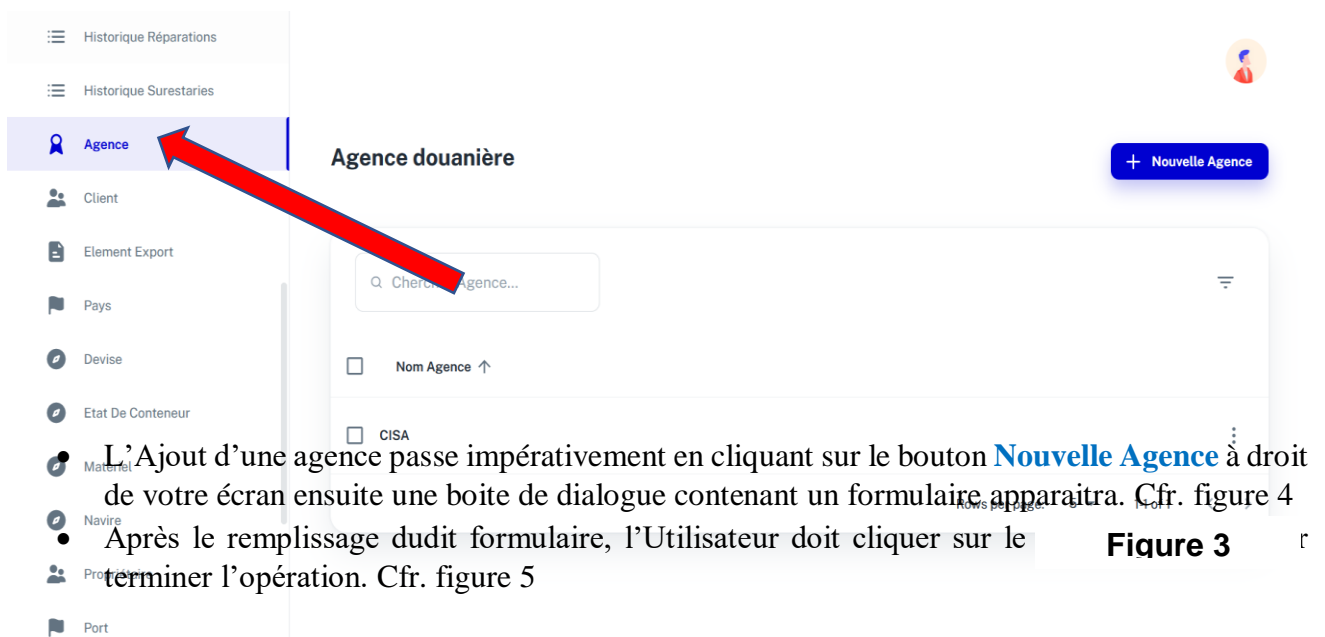 Historique Réparations
Historique Surestaries
Agence
Agence douanière
+ Nouvelle Agence
Client
Element Export
Pays
Devise
Etat De Conteneur
Materiel
Navire
Port
Agence...
Nom Agence ↑
CISA
• L’Ajout d’une agence passe impérativement en cliquant sur le bouton Nouvelle Agence à droit
de votre écran ensuite une boite de dialogue contenant un formulaire apparaitra. Cfr. figure 4
Rows per page:
• Après le remplissage dudit formulaire, l’Utilisateur doit cliquer sur le
terminer l’opération. Cfr. figure 5
Figure 3